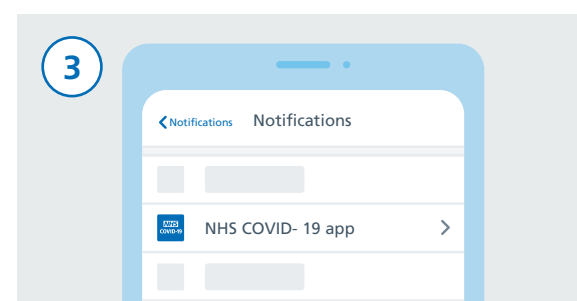 3
Notifications Notifications
NHS
COVID-19
NHS COVID- 19 app